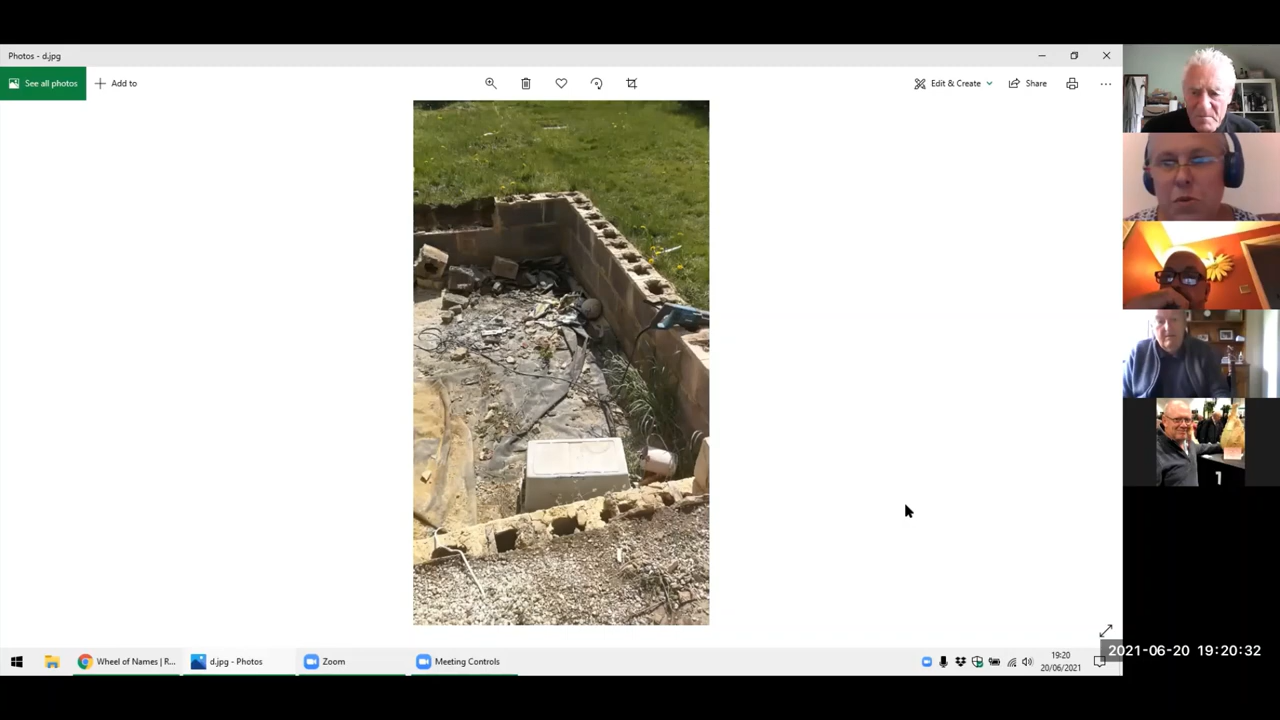 Photos - d.jpg
See all photos
Add to
Edit & Create
Share
1
Wheel of Names | R...
d.jpg - Photos
Zoom
Meeting Controls
19:20
20/06/2021
2021-06-20 19:20:32